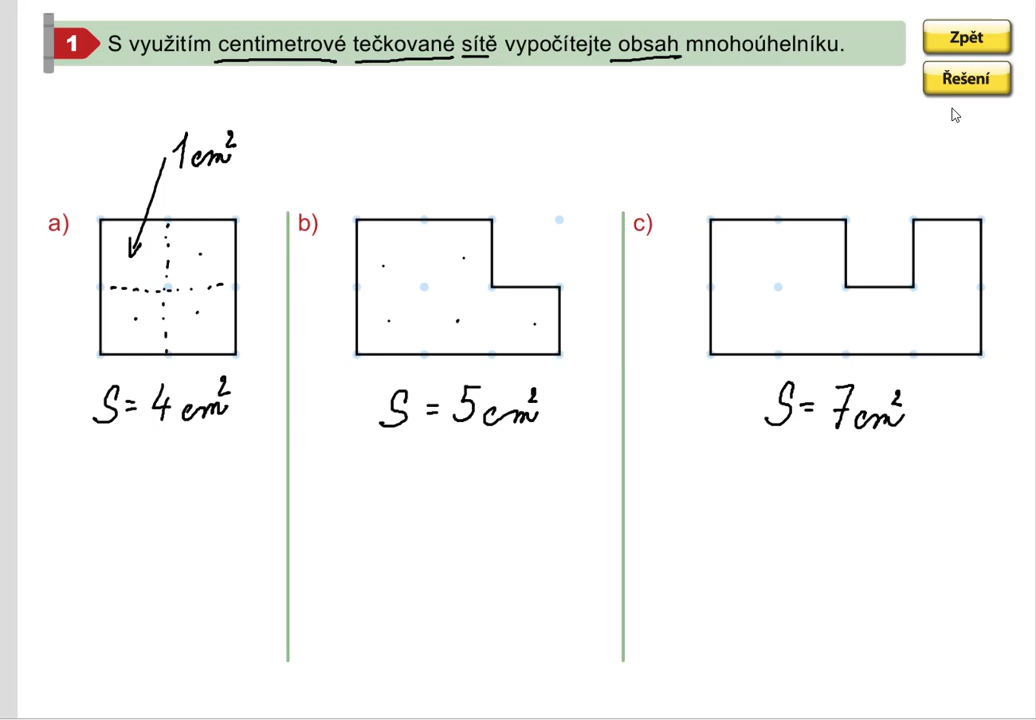 1 S využitím centimetrové tečkované sítě vypočítejte obsah mnohoúhelníku.
Zpět
Řešení
1cm²
a)
b)
c)
S = 4 cm²
S = 5 cm²
S = 7 cm²